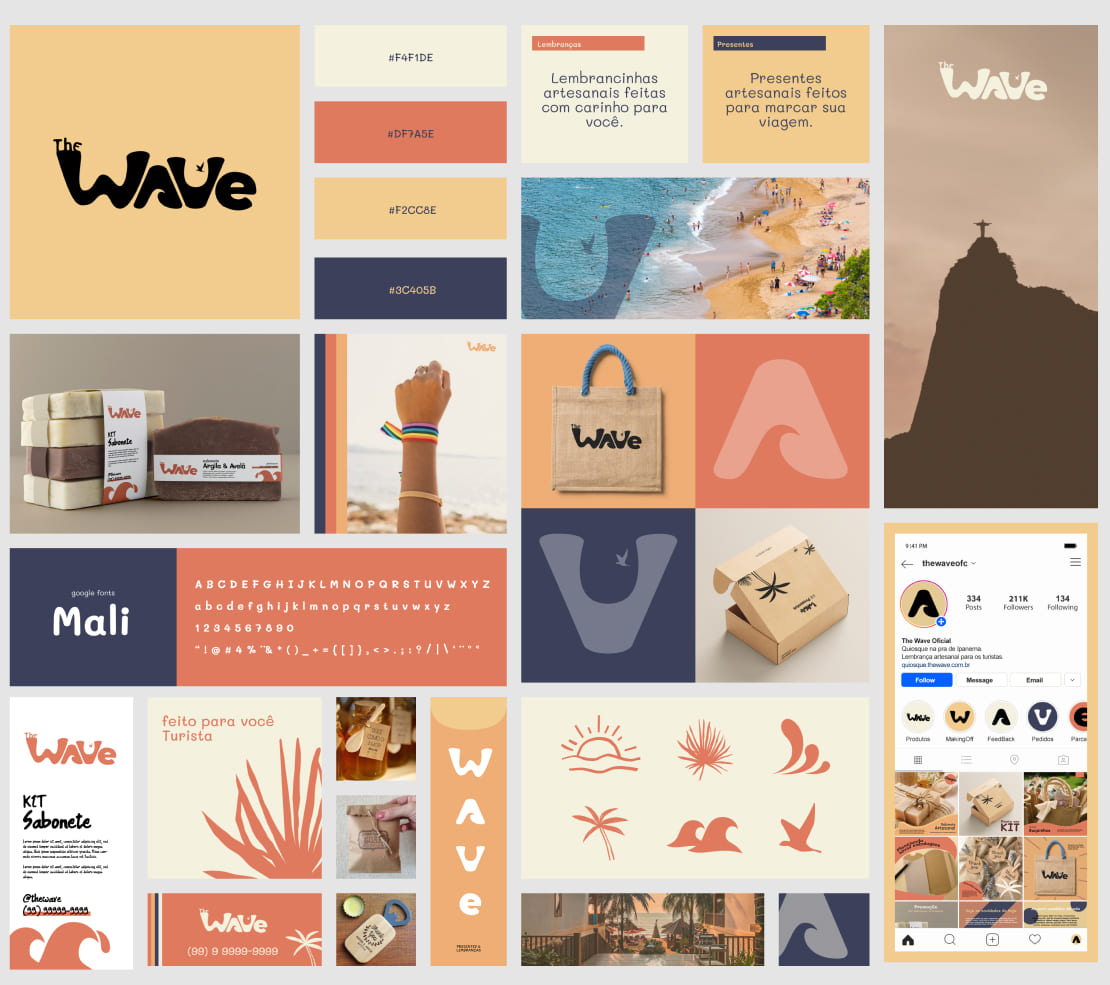 The
WAVe
#F4F1DE
#DF7A5E
#F2CC8E
#3C405B
Lembranças
Lembrancinhas
artesanais feitas
com carinho para
você.
Presentes
Presentes
artesanais feitos
para marcar sua
viagem.
The
WAVe
WAVe
KIT
Sabonete
WAVe
Argila & Avelã
WAVe
The
WAVe
A
U
V
google fonts
Mali
A B C D E F G H I J K L M N O P Q R S T U V W X Y Z
a b c d e f g h i j k l m n o p q r s t u v w x y z
1 2 3 4 5 6 7 8 9 0
9:41 PM
thewaveofc
334
Posts
211K
Followers
134
Following
The Wave Oficial
Quiosque na pra de Ipanema.
Lembrança artesanal para os turistas.
quiosque.thewave.com.br
Follow
Message
Email
Produtos
MakingOff
FeedBack
Pedidos
Parce
KIT
WAVe
The
WAVe
KIT
Sabonete
@thewave
(99) 99999-9999
feito para você
Turista
WAVe
(99) 9 9999-9999
W
A
V
e
PRESENTES &
LEMBRANÇAS
A